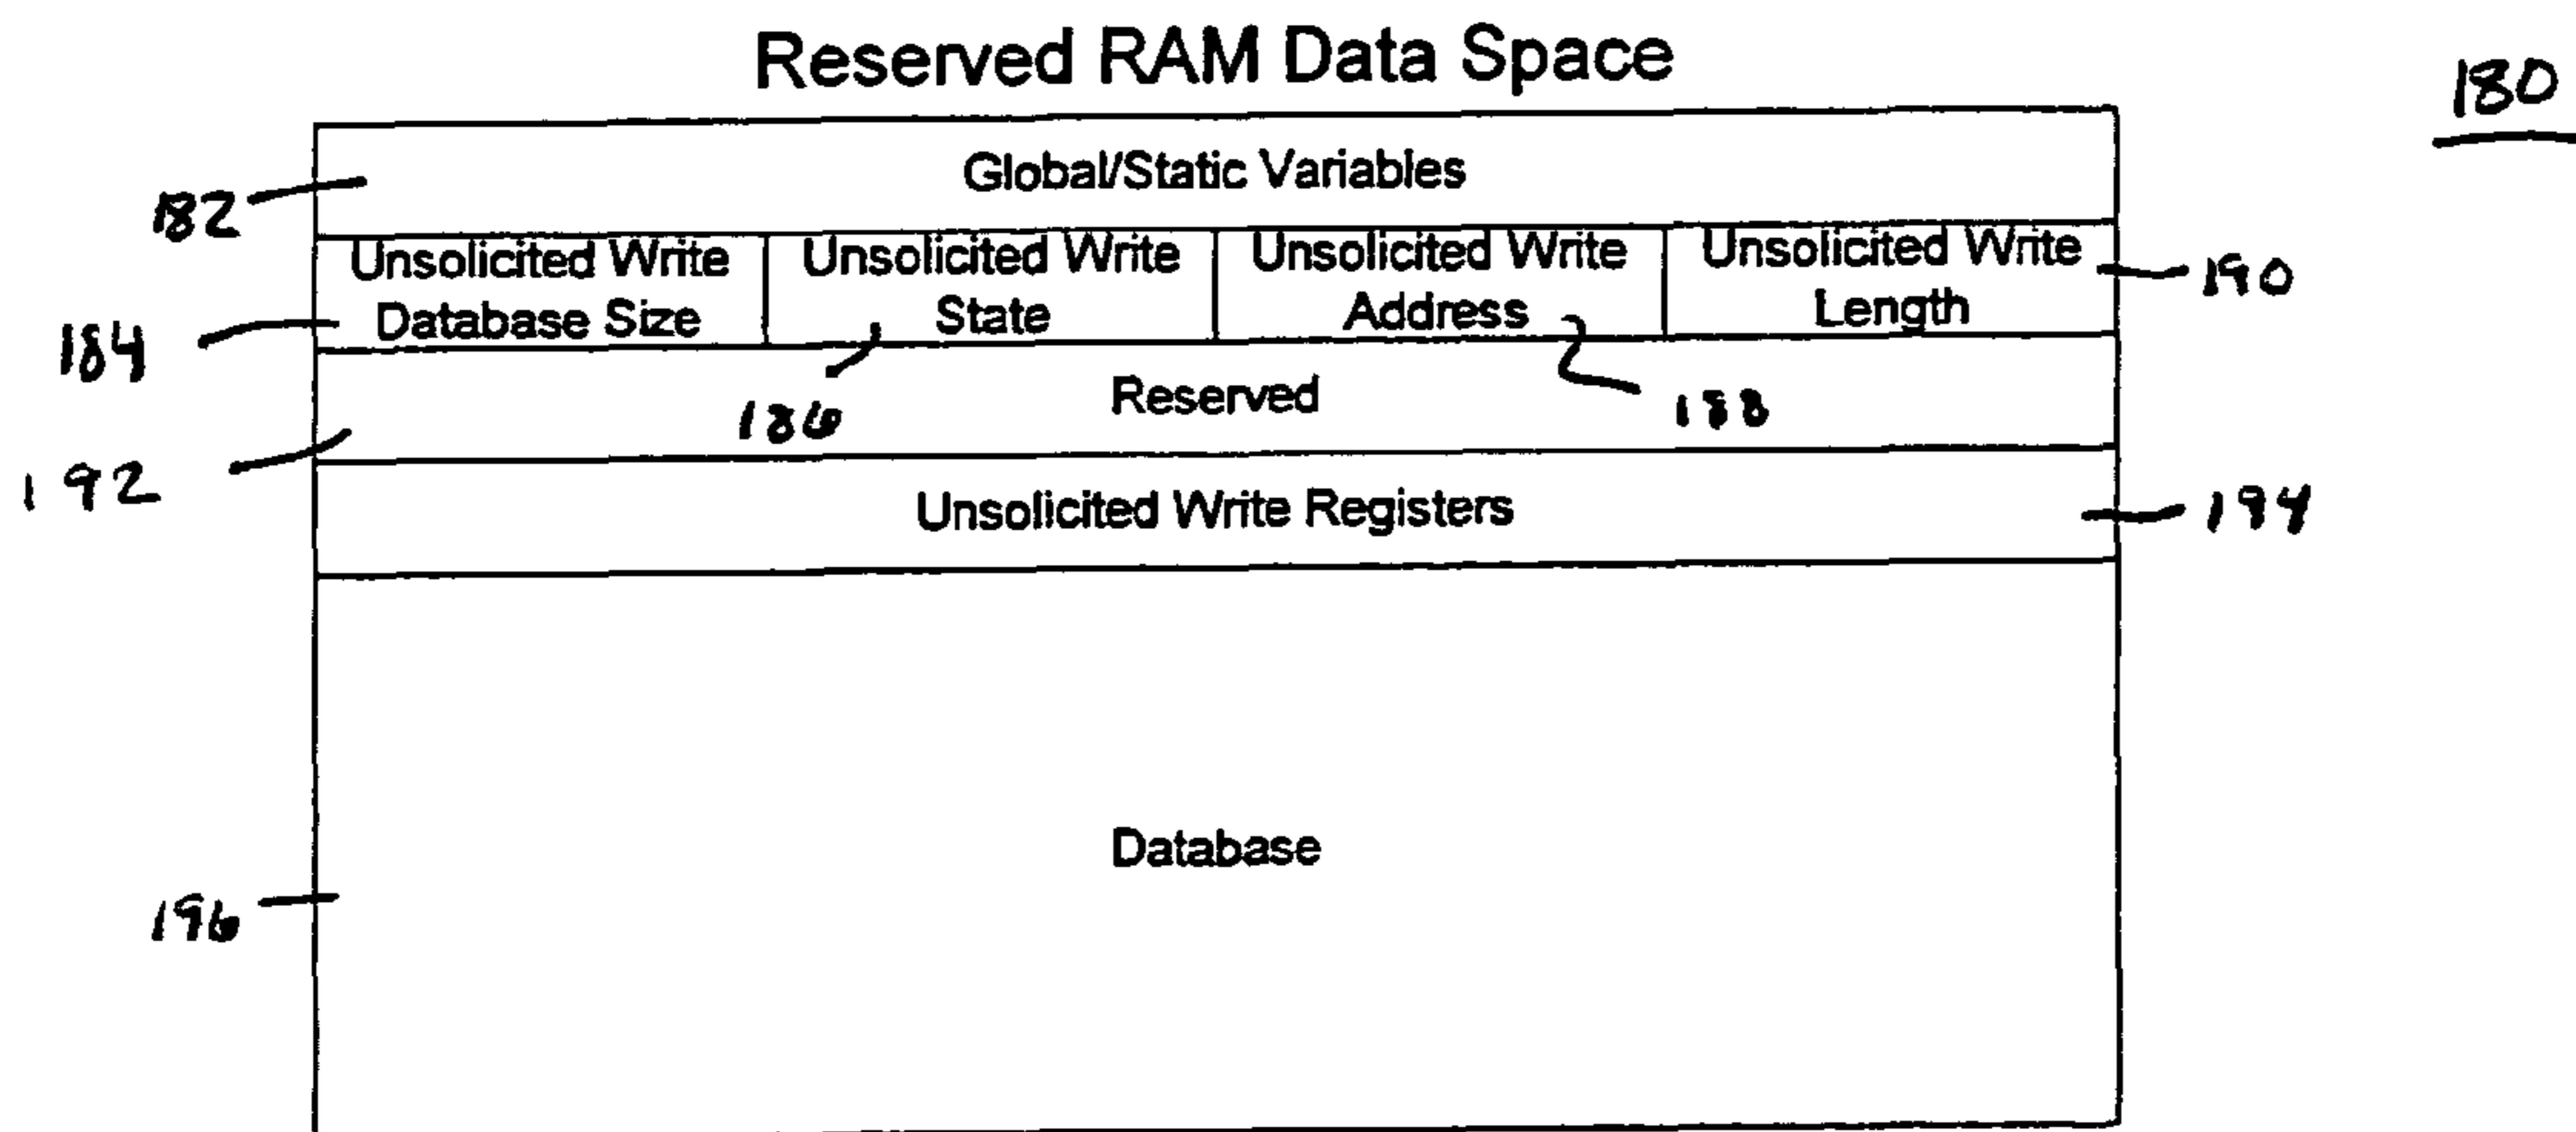 Reserved RAM Data Space
180
Global/Static Variables
182
Unsolicited Write Database Size
Unsolicited Write State
Unsolicited Write Address
Unsolicited Write Length
190
184
186
Reserved
188
192
Unsolicited Write Registers
194
Database
196